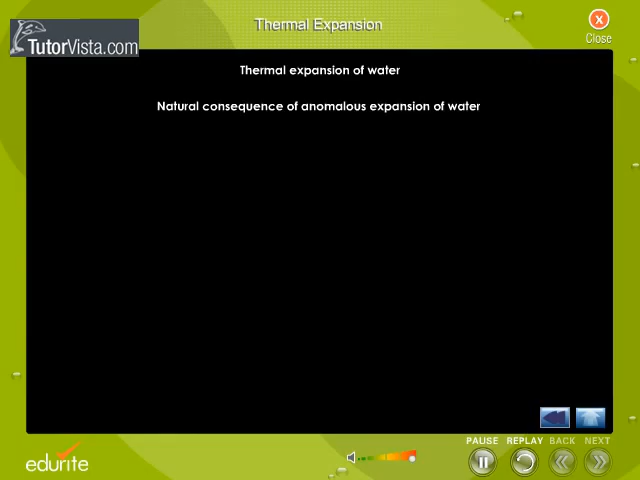 Thermal Expansion
Close
TutorVista.com
Thermal expansion of water
Natural consequence of anomalous expansion of water
PAUSE REPLAY BACK NEXT
edurite